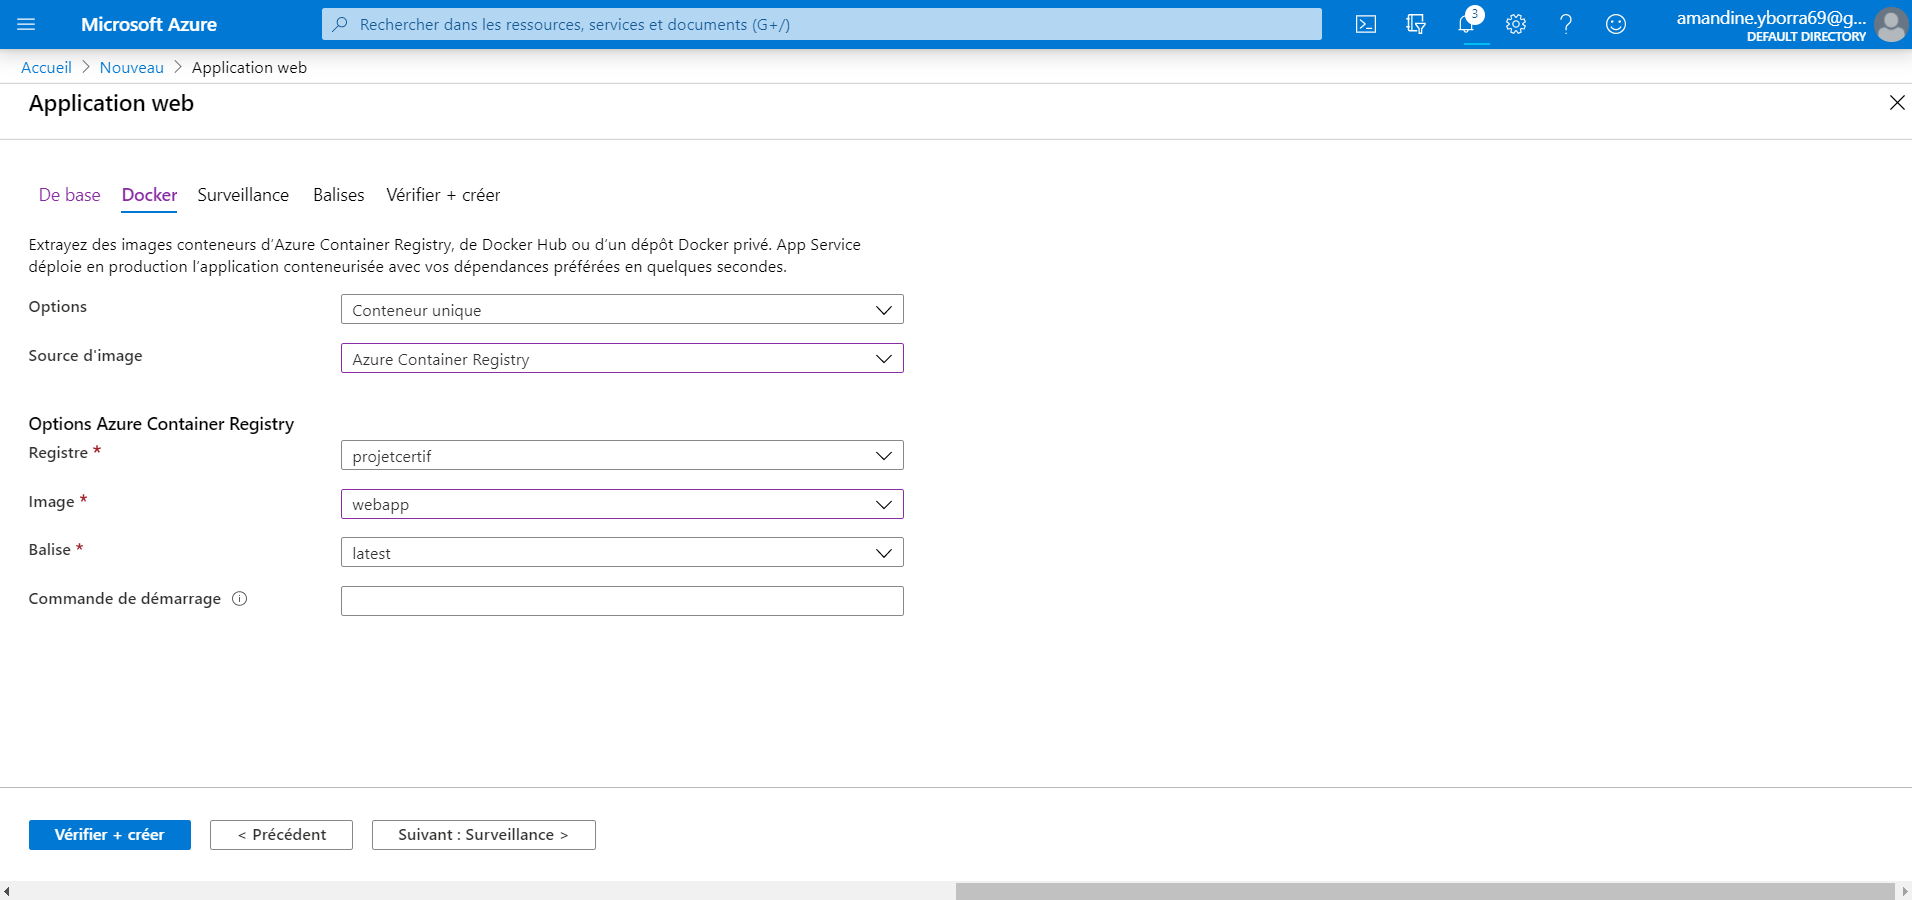 Microsoft Azure
Rechercher dans les ressources, services et documents (G+/)
3
amandine.yborra69@g...
DEFAULT DIRECTORY
Accueil > Nouveau > Application web
Application web
De base Docker Surveillance Balises Vérifier + créer
Extrayez des images conteneurs d’Azure Container Registry, de Docker Hub ou d’un dépôt Docker privé. App Service
déploie en production l’application conteneurisée avec vos dépendances préférées en quelques secondes.
Options Conteneur unique
Source d'image Azure Container Registry
Options Azure Container Registry
Registre * projetcertif
Image * webapp
Balise * latest
Commande de démarrage
Vérifier + créer < Précédent Suivant : Surveillance >